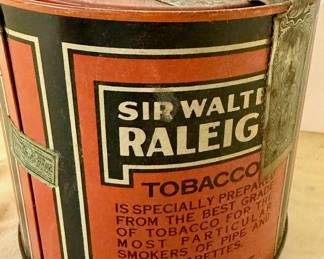 SIR WALTE
RALEIG
TOBACCO
IS SPECIALLY PREPARE
FROM THE BEST GRADE
OF TOBACCO FOR THE
MOST PARTICULAR
SMOKERS OF PIPE AND
RETTES.